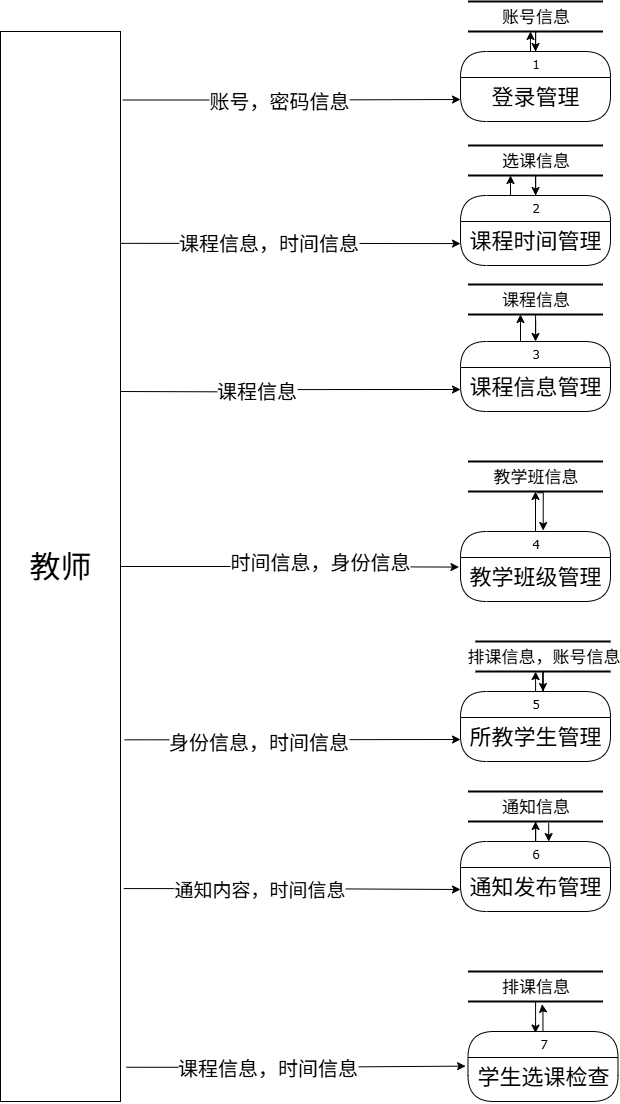 账号信息
1
账号，密码信息
登录管理
选课信息
2
课程信息，时间信息
课程时间管理
课程信息
3
课程信息
课程信息管理
教学班信息
4
教师
时间信息，身份信息
教学班级管理
排课信息，账号信息
5
身份信息，时间信息
所教学生管理
通知信息
6
通知内容，时间信息
通知发布管理
排课信息
7
课程信息，时间信息
学生选课检查